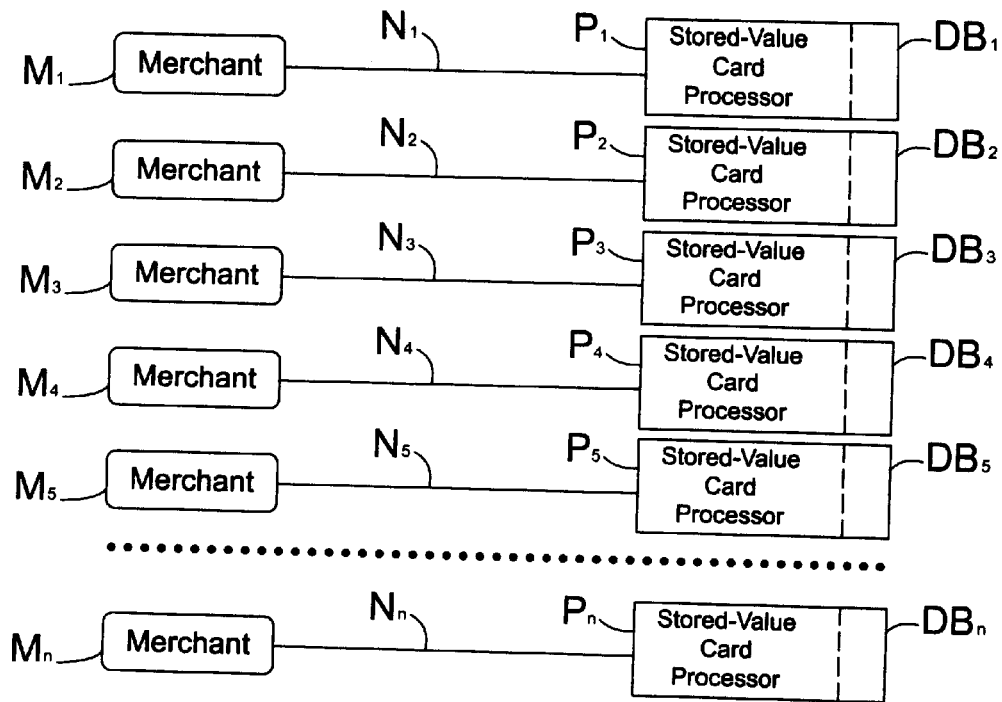 M₁ Merchant N₁ P₁ Stored-Value DB₁
Card
Processor
M₂ Merchant N₂ P₂ Stored-Value DB₂
Card
Processor
M₃ Merchant N₃ P₃ Stored-Value DB₃
Card
Processor
M₄ Merchant N₄ P₄ Stored-Value DB₄
Card
Processor
M₅ Merchant N₅ P₅ Stored-Value DB₅
Card
Processor
Mₙ Merchant Nₙ Pₙ Stored-Value DBₙ
Card
Processor